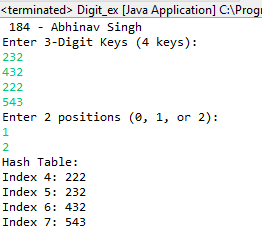 <terminated> Digit_ex [Java Application] C:\Progr
184 - Abhinav Singh
Enter 3-Digit Keys (4 keys):
232
432
222
543
Enter 2 positions (0, 1, or 2):
1
2
Hash Table:
Index 4: 222
Index 5: 232
Index 6: 432
Index 7: 543